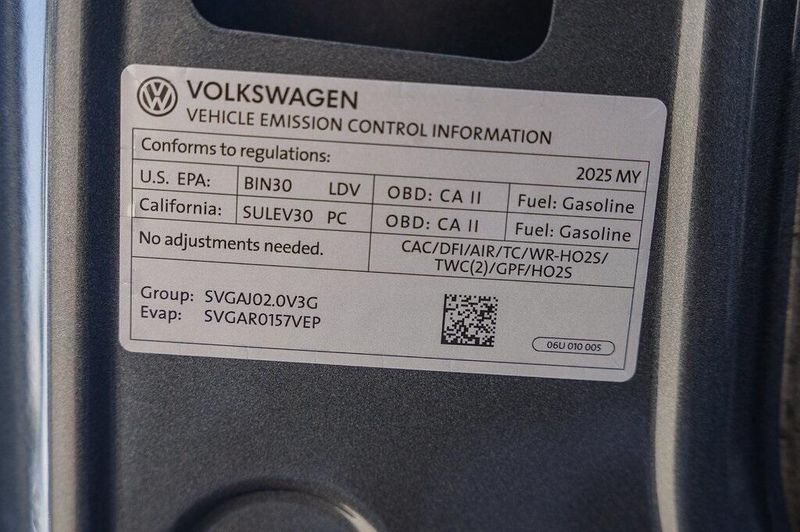 VOLKSWAGEN
VEHICLE EMISSION CONTROL INFORMATION
Conforms to regulations: 2025 MY
U.S. EPA: BIN30 LDV OBD: CA II Fuel: Gasoline
California: SULEV30 PC OBD: CA II Fuel: Gasoline
No adjustments needed. CAC/DFI/AIR/TC/WR-HO2S/
TWC(2)/GPF/HO2S
Group: SVGAJ02.0V3G
Evap: SVGAR0157VEP
06U 010 005